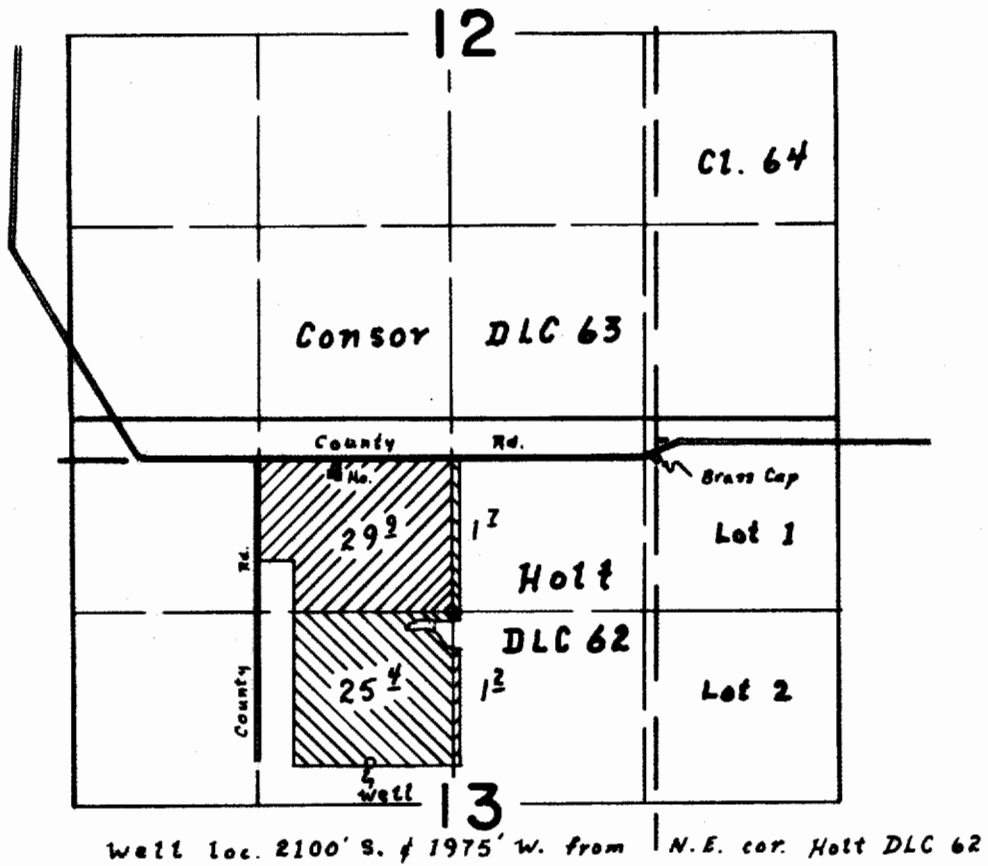 12
Cl. 64
Consor DLC 63
County Rd.
Ho.
Brass Cap
29 9
1 7
Lot 1
Rd.
Holt
DLC 62
25 4
1 2
Lot 2
County
Well
13
Well loc. 2100' S. & 1975' W. from N.E. cor. Holt DLC 62